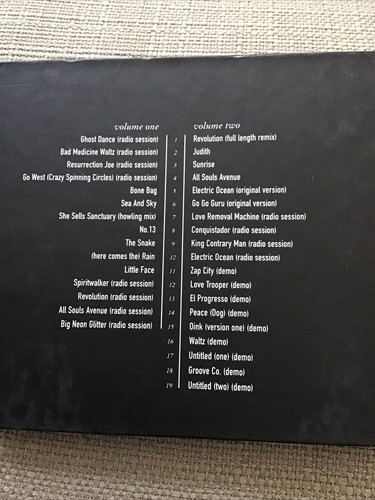 volume one volume two
Ghost Dance (radio session) 1 Revolution (full length remix)
Bad Medicine Waltz (radio session) 2 Judith
Resurrection Joe (radio session) 3 Sunrise
Go West (Crazy Spinning Circles) (radio session) 4 All Souls Avenue
Bone Bag 5 Electric Ocean (original version)
Sea And Sky 6 Go Go Guru (original version)
She Sells Sanctuary (howling mix) 7 Love Removal Machine (radio session)
No.13 8 Conquistador (radio session)
The Snake 9 King Contrary Man (radio session)
(here comes the) Rain 10 Electric Ocean (radio session)
Little Face 11 Zap City (demo)
Spiritwalker (radio session) 12 Love Trooper (demo)
Revolution (radio session) 13 El Progresso (demo)
All Souls Avenue (radio session) 14 Peace (Dog) (demo)
Big Neon Glitter (radio session) 15 Oink (version one) (demo)
16 Waltz (demo)
17 Untitled (one) (demo)
18 Groove Co. (demo)
19 Untitled (two) (demo)